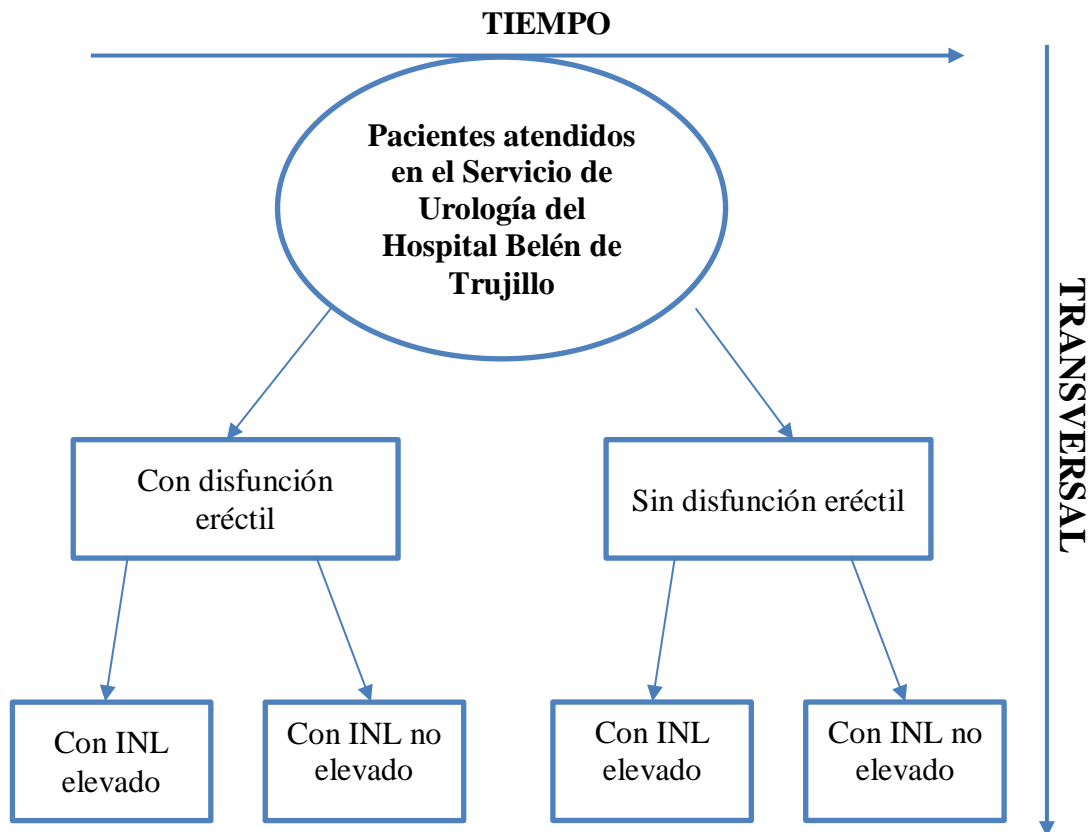 TIEMPO
Pacientes atendidos
en el Servicio de
Urología del
Hospital Belén de
Trujillo
TRANSVERSAL
Con disfunción
eréctil
Sin disfunción eréctil
Con INL
elevado
Con INL no
elevado
Con INL
elevado
Con INL no
elevado